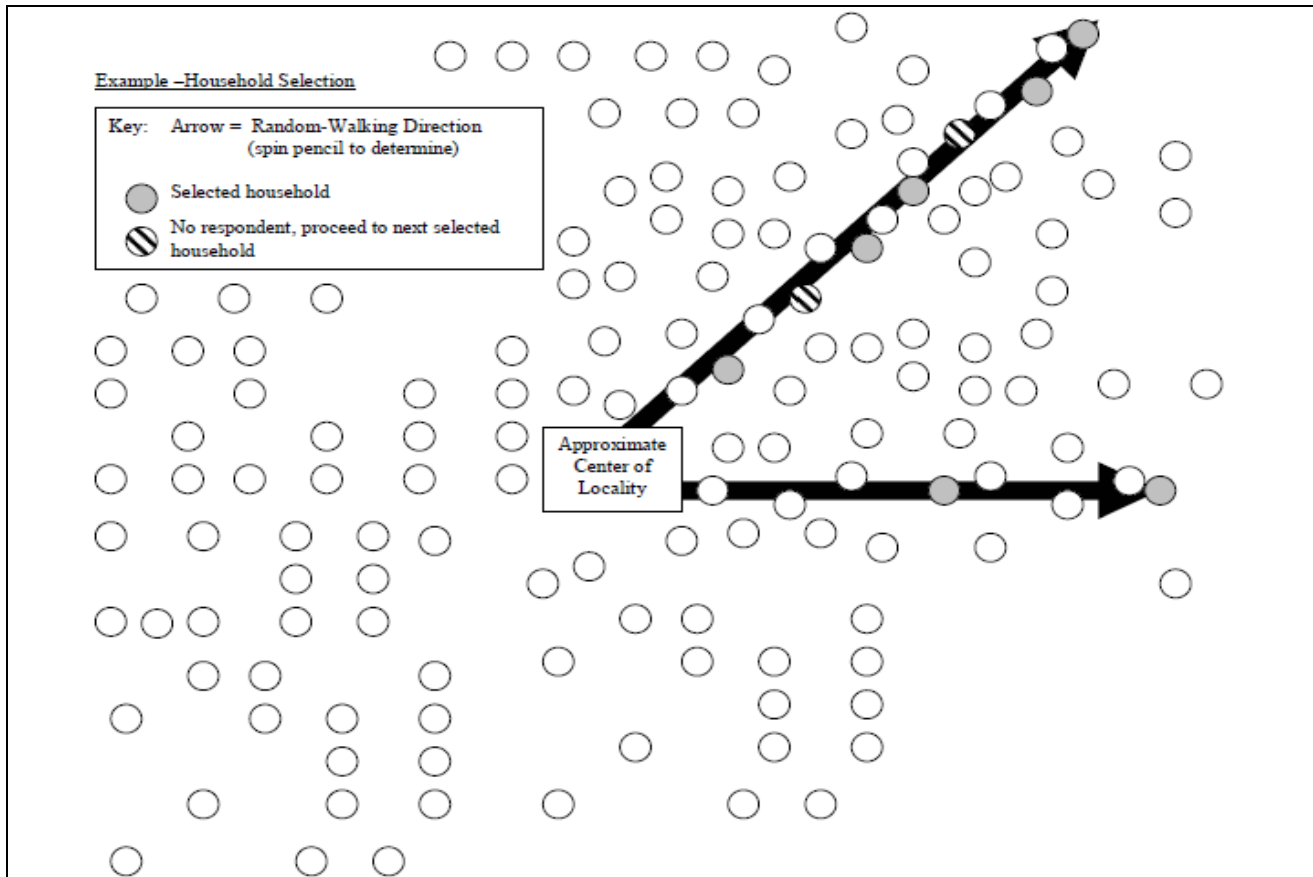 Example –Household Selection
Key: Arrow = Random-Walking Direction
(spin pencil to determine)
Selected household
No respondent, proceed to next selected
household
Approximate
Center of
Locality